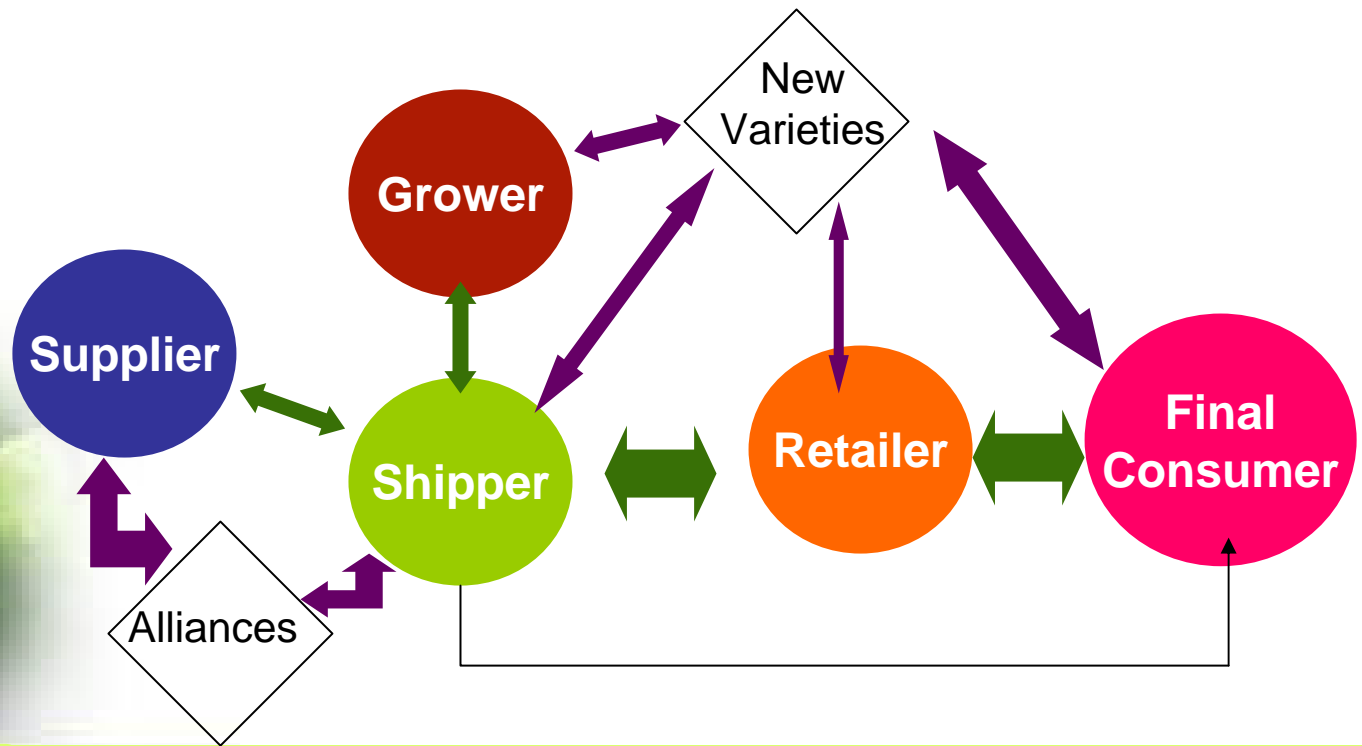 New
Varieties
Grower
Supplier
Shipper
Retailer
Final
Consumer
Alliances